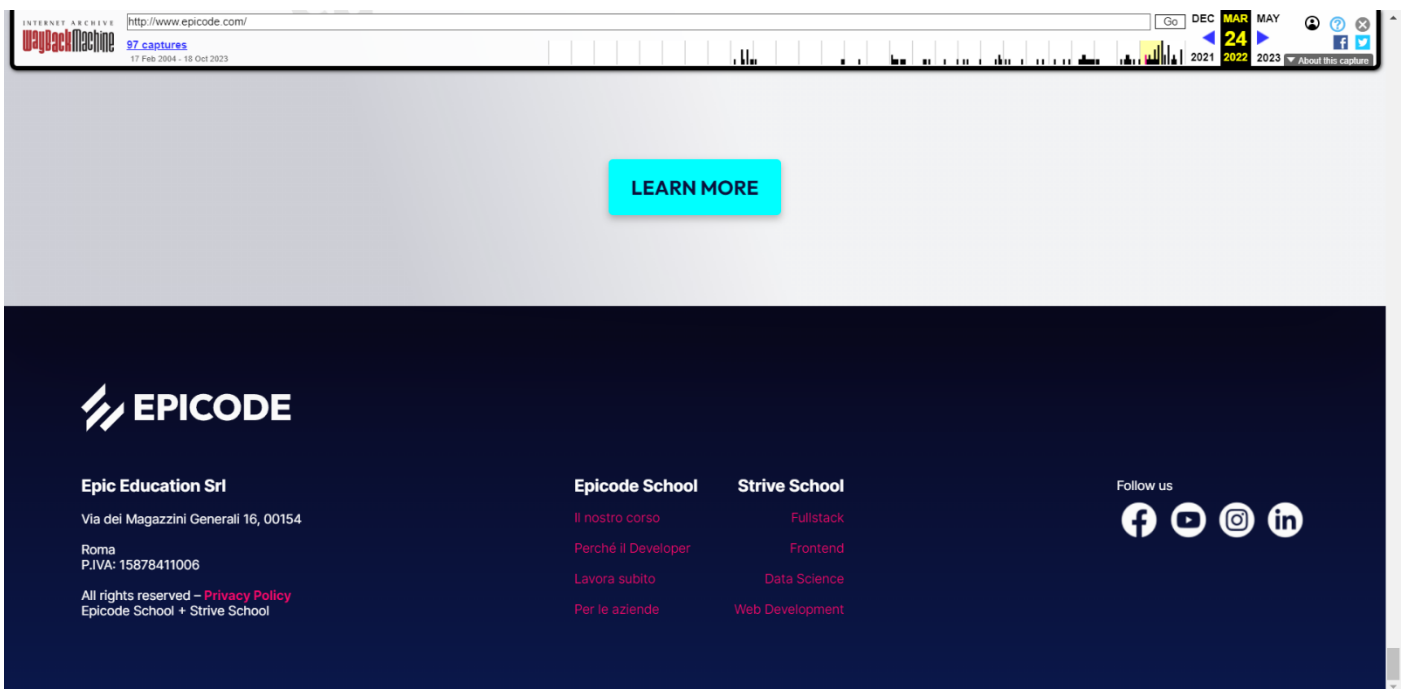 INTERNET ARCHIVE
WayBackMachine
http://www.epicode.com/
Go
97 captures
17 Feb 2004 - 18 Oct 2023
DEC MAR MAY
24
2021 2022 2023
About this capture
LEARN MORE
EPICODE
Epic Education Srl
Via dei Magazzini Generali 16, 00154
Roma
P.IVA: 15878411006
All rights reserved – Privacy Policy
Epicode School + Strive School
Epicode School
Il nostro corso
Perché il Developer
Lavora subito
Per le aziende
Strive School
Fullstack
Frontend
Data Science
Web Development
Follow us